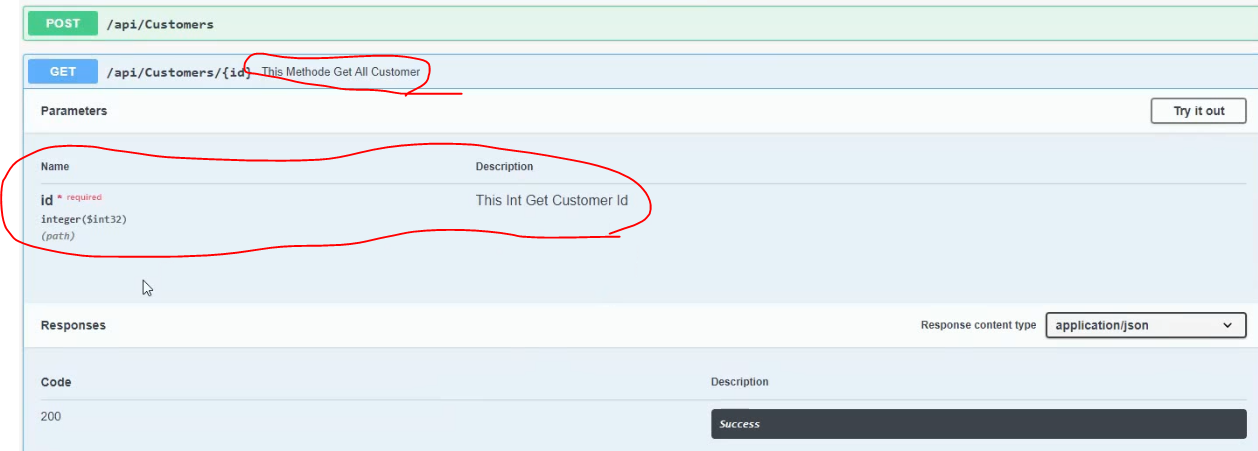 POST /api/Customers
GET /api/Customers/{id} This Methode Get All Customer
Parameters Try it out
Name Description
id * required This Int Get Customer Id
integer($int32)
(path)
Responses Response content type application/json
Code Description
200 Success